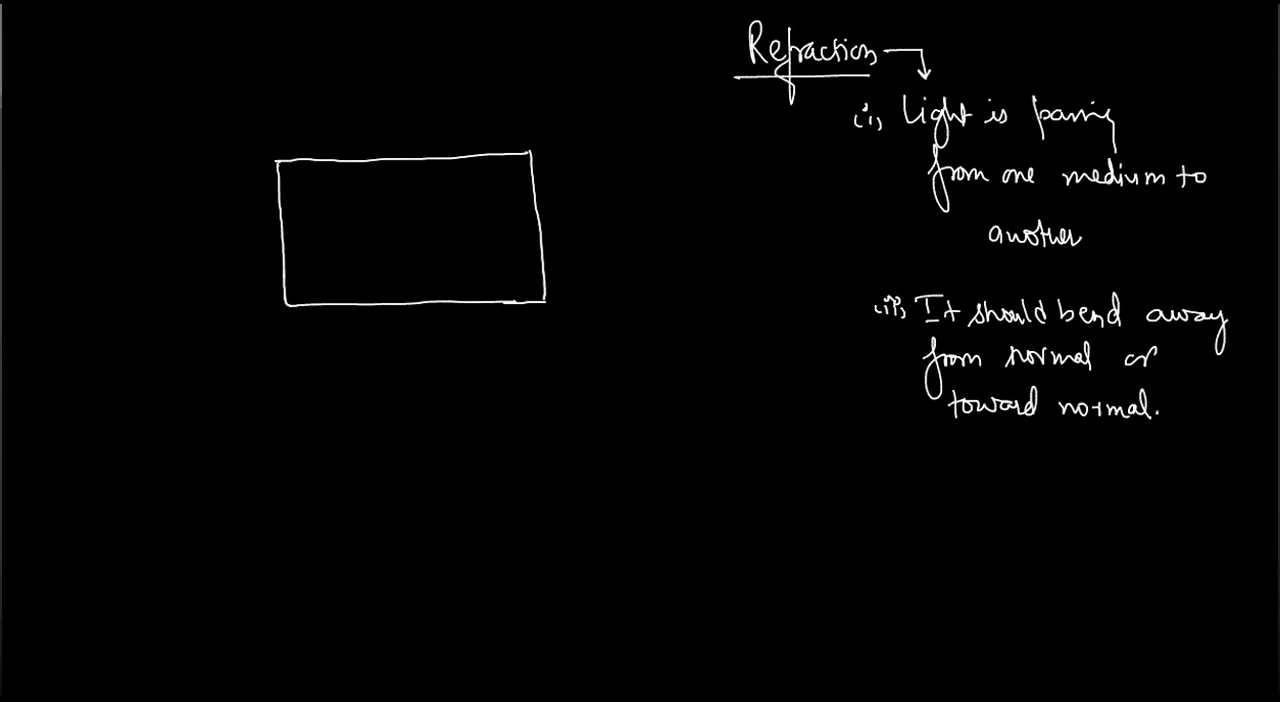 Refraction
(i) Light is passing
from one medium to
another
(ii) It should bend away
from normal or
toward normal.